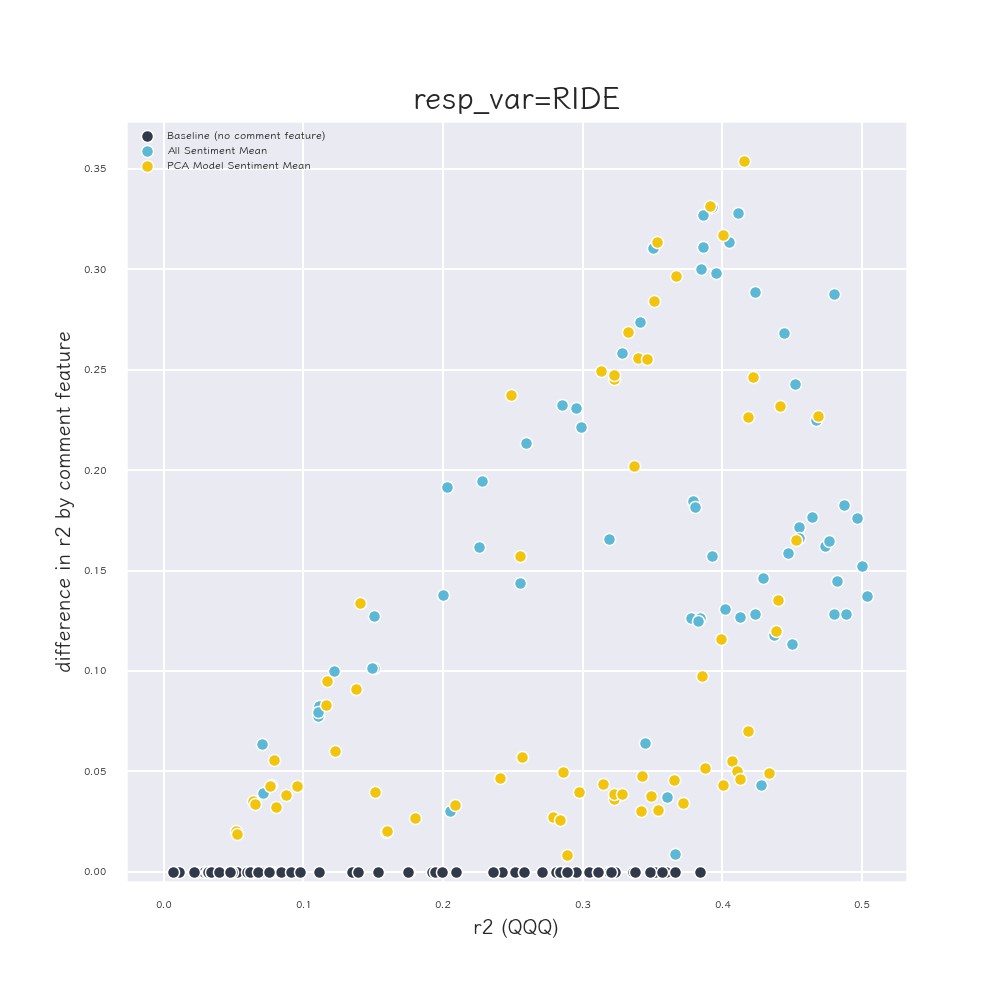 resp_var=RIDE
Baseline (no comment feature)
All Sentiment Mean
PCA Model Sentiment Mean
difference in r2 by comment feature
0.35
0.30
0.25
0.20
0.15
0.10
0.05
0.00
0.0 0.1 0.2 0.3 0.4 0.5
r2 (QQQ)